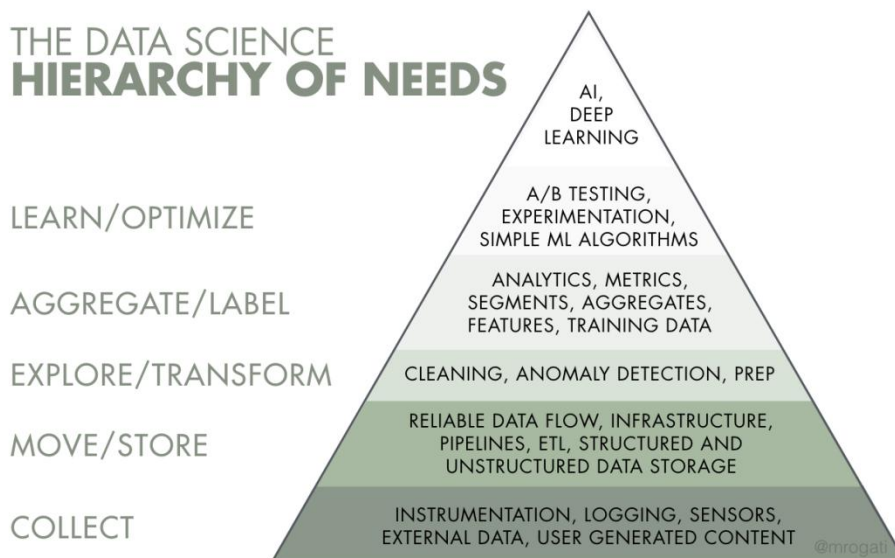 THE DATA SCIENCE
HIERARCHY OF NEEDS
AI,
DEEP
LEARNING
LEARN/OPTIMIZE
A/B TESTING,
EXPERIMENTATION,
SIMPLE ML ALGORITHMS
AGGREGATE/LABEL
ANALYTICS, METRICS,
SEGMENTS, AGGREGATES,
FEATURES, TRAINING DATA
EXPLORE/TRANSFORM
CLEANING, ANOMALY DETECTION, PREP
MOVE/STORE
RELIABLE DATA FLOW, INFRASTRUCTURE,
PIPELINES, ETL, STRUCTURED AND
UNSTRUCTURED DATA STORAGE
COLLECT
INSTRUMENTATION, LOGGING, SENSORS,
EXTERNAL DATA, USER GENERATED CONTENT
@mrogati